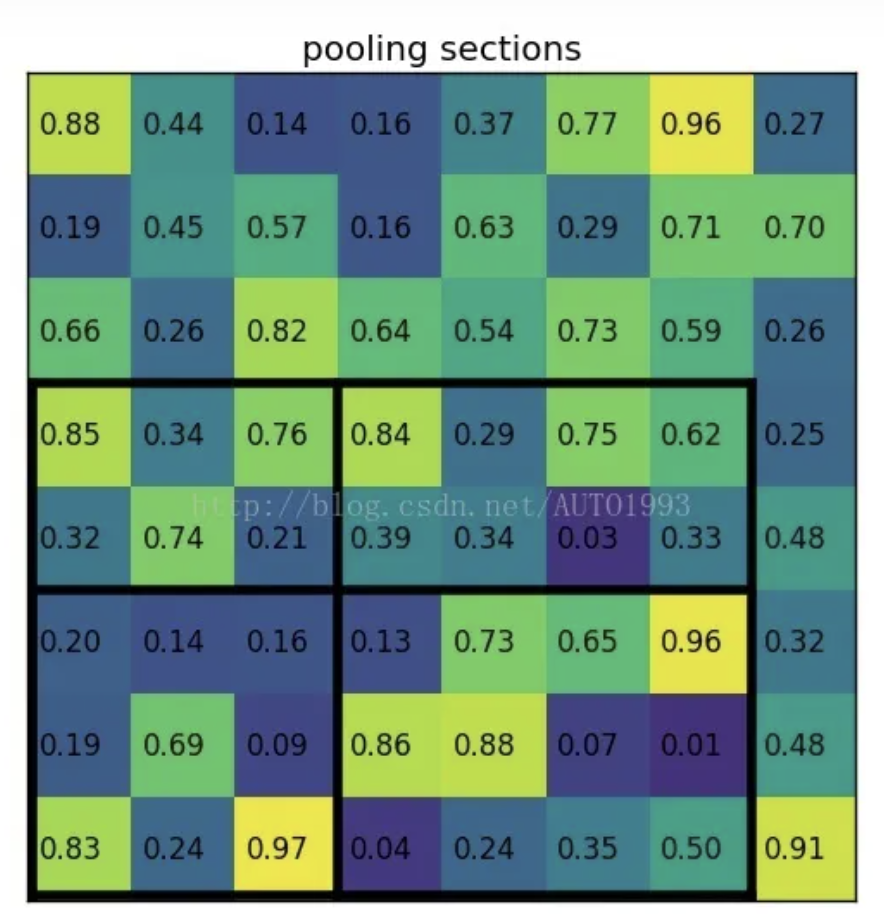 pooling sections
0.88 0.44 0.14 0.16 0.37 0.77 0.96 0.27
0.19 0.45 0.57 0.16 0.63 0.29 0.71 0.70
0.66 0.26 0.82 0.64 0.54 0.73 0.59 0.26
0.85 0.34 0.76 0.84 0.29 0.75 0.62 0.25
http://blog.csdn.net/AUTO1993
0.32 0.74 0.21 0.39 0.34 0.03 0.33 0.48
0.20 0.14 0.16 0.13 0.73 0.65 0.96 0.32
0.19 0.69 0.09 0.86 0.88 0.07 0.01 0.48
0.83 0.24 0.97 0.04 0.24 0.35 0.50 0.91